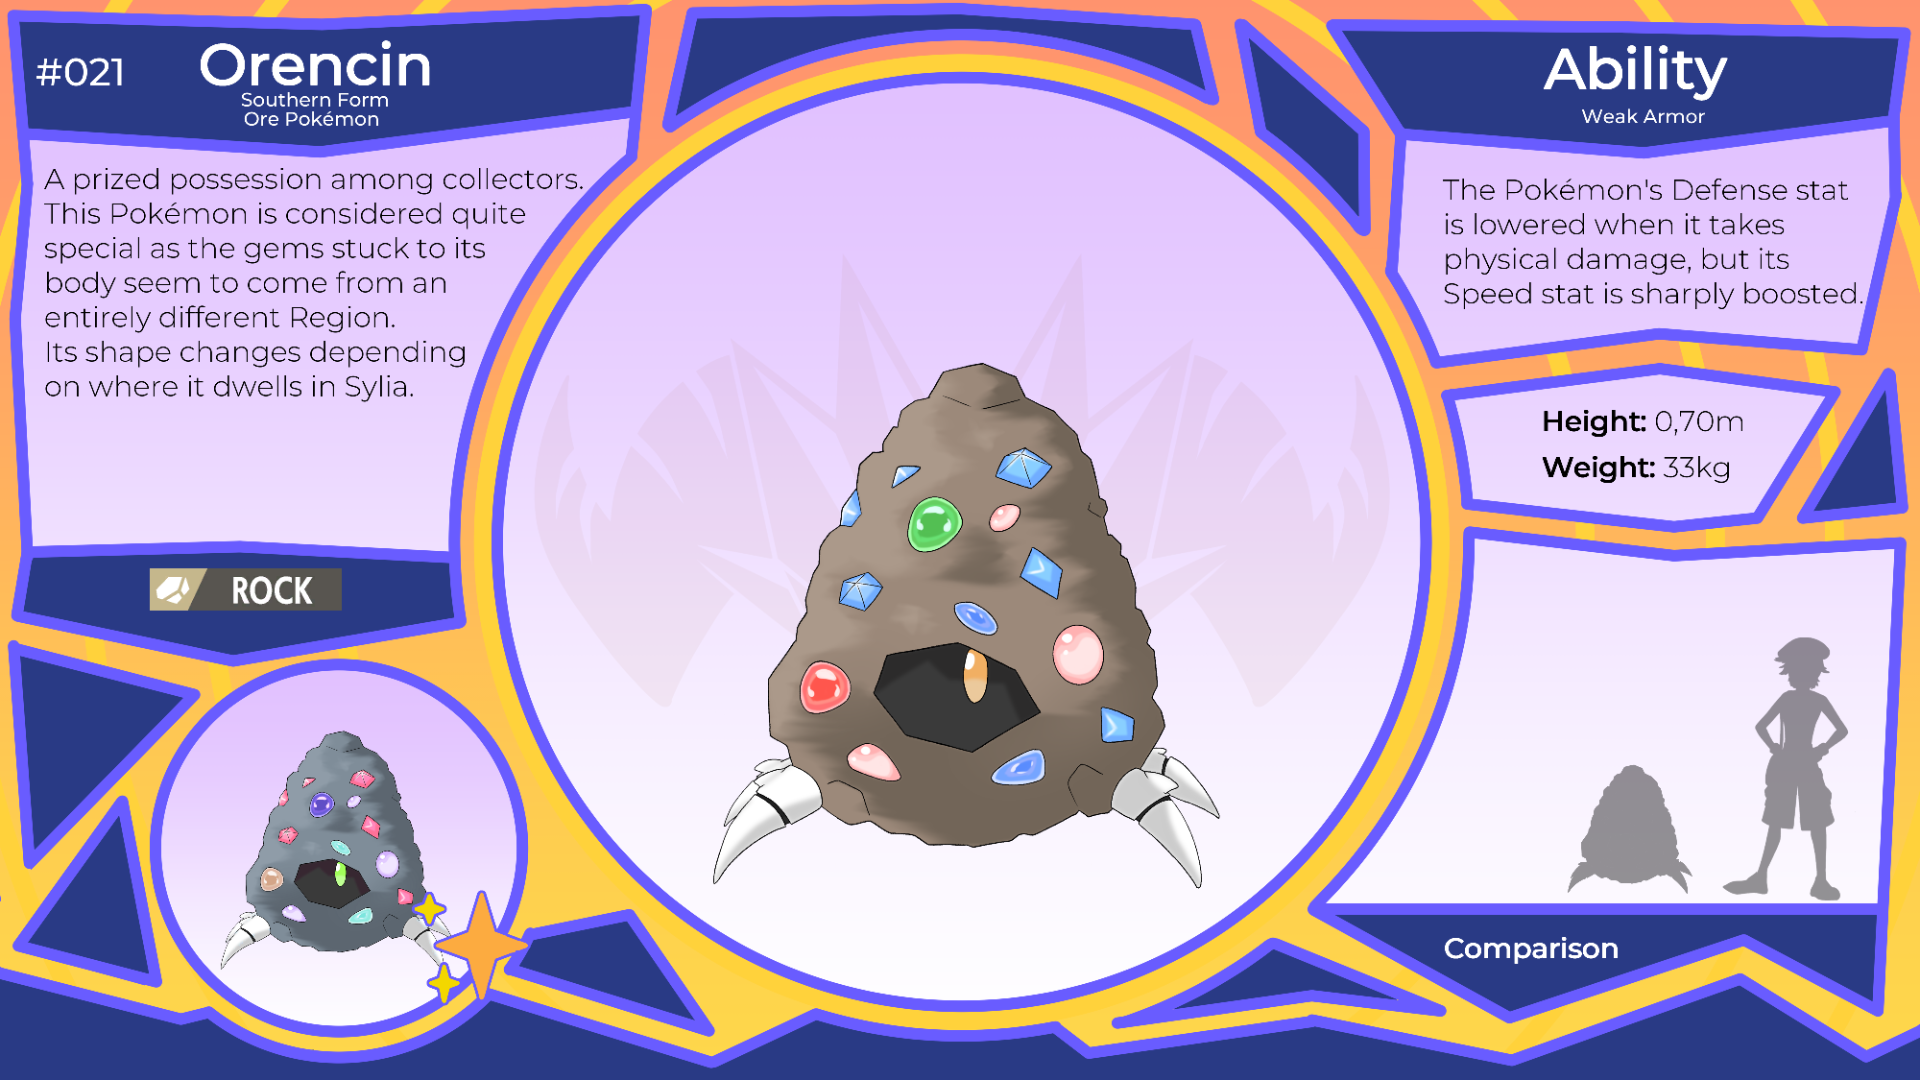 #021
Orencin
Southern Form
Ore Pokémon
A prized possession among collectors.
This Pokémon is considered quite
special as the gems stuck to its
body seem to come from an
entirely different Region.
Its shape changes depending
on where it dwells in Sylia.
ROCK
Ability
Weak Armor
The Pokémon's Defense stat
is lowered when it takes
physical damage, but its
Speed stat is sharply boosted.
Height: 0,70m
Weight: 33kg
Comparison